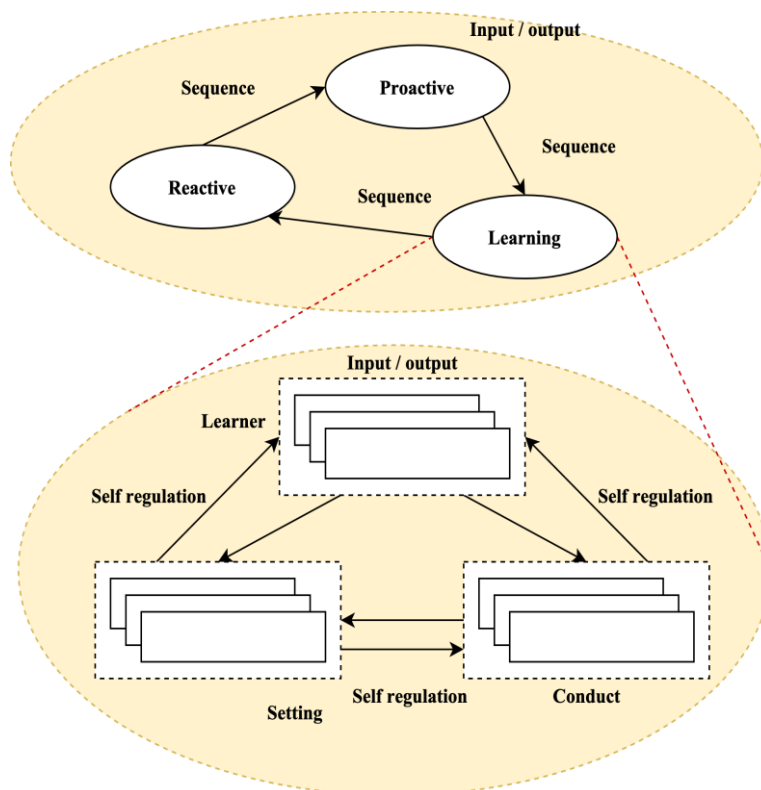 Input / output
Sequence
Proactive
Sequence
Reactive
Sequence
Learning
Input / output
Learner
Self regulation
Self regulation
Self regulation
Setting
Conduct